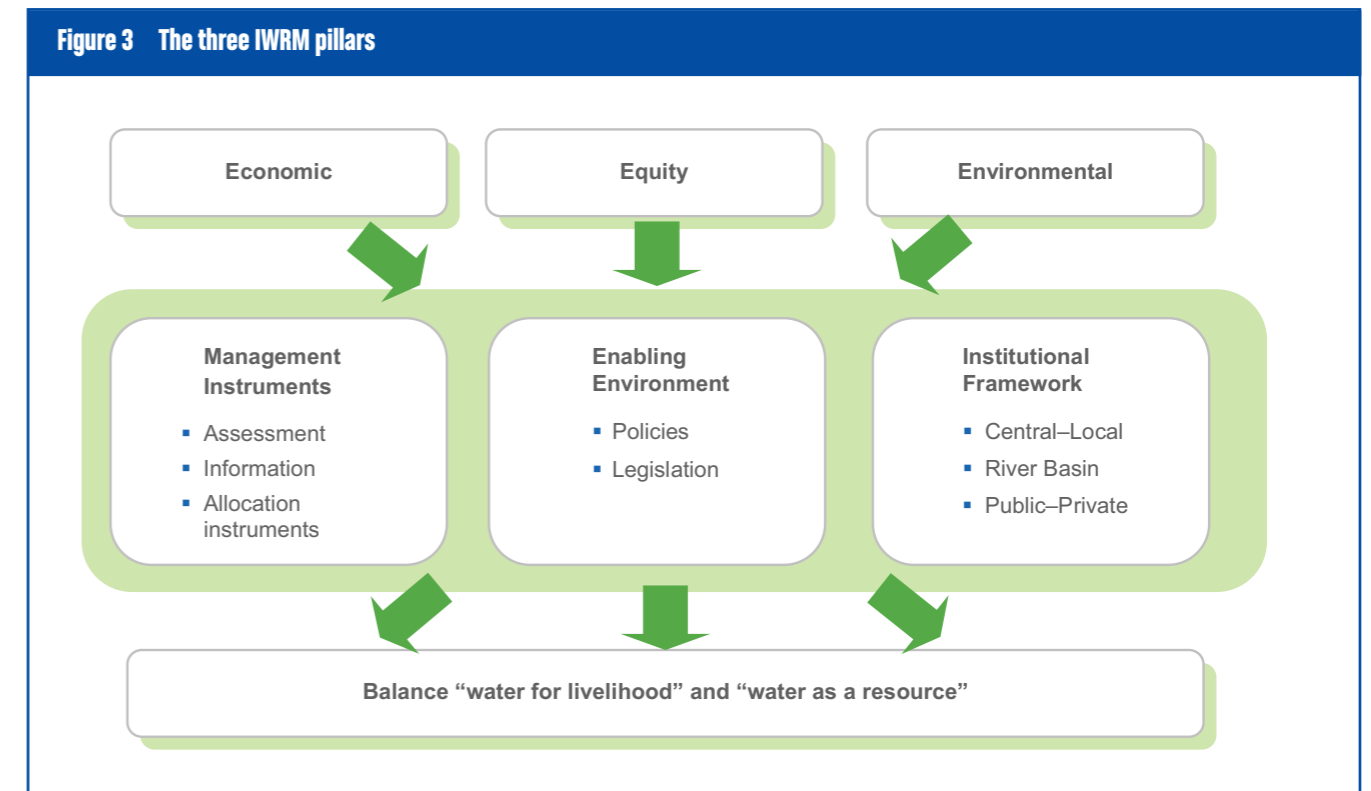 Figure 3 The three IWRM pillars
Economic
Equity
Environmental
Management
Instruments
▪ Assessment
▪ Information
▪ Allocation
instruments
Enabling
Environment
▪ Policies
▪ Legislation
Institutional
Framework
▪ Central–Local
▪ River Basin
▪ Public–Private
Balance “water for livelihood” and “water as a resource”